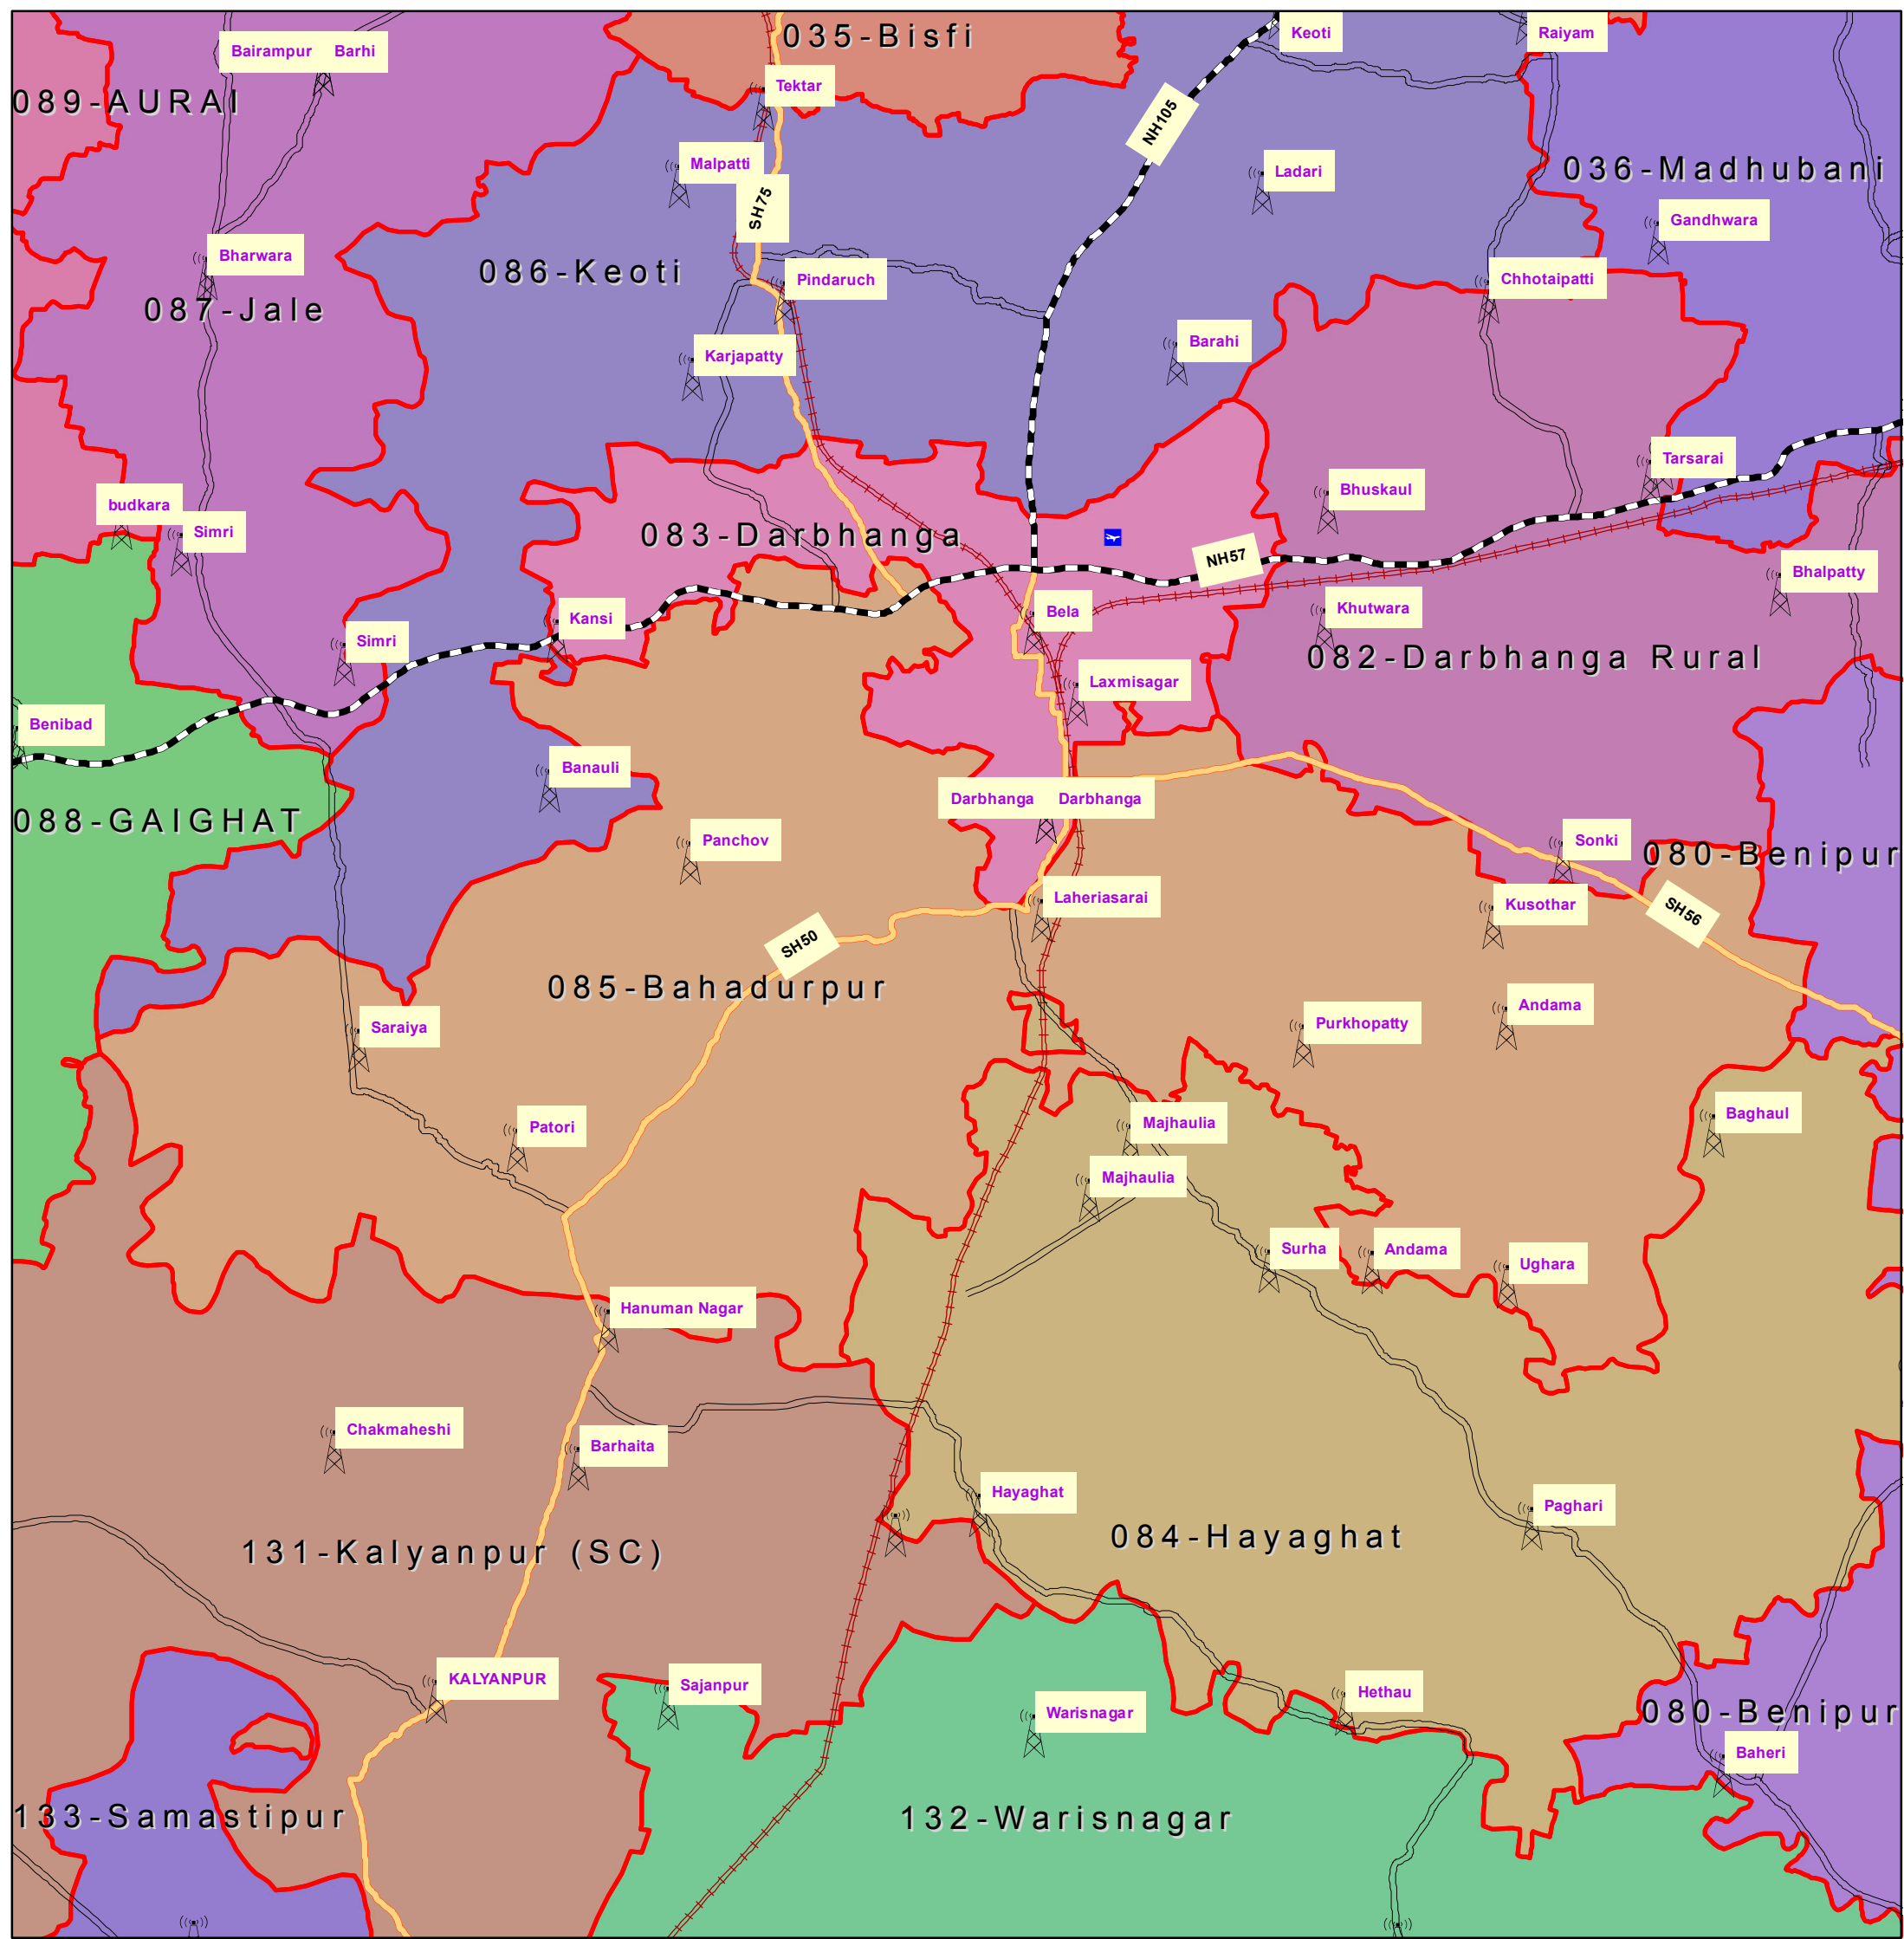 035-Bisfi
Keoti
Raiyam
Bairampur
Barhi
Tektar
089-AURAI
NH105
Malpatti
Ladari
036-Madhubani
SH75
Gandhwara
Bharwara
086-Keoti
Pindaruch
Chhotaipatti
087-Jale
Karjapatty
Barahi
Tarsarai
Bhuskaul
budkara
Simri
083-Darbhanga
NH57
Bhalpatty
Kansi
Bela
Khutwara
Simri
082-Darbhanga Rural
Laxmisagar
Benibad
Banauli
Darbhanga
Darbhanga
088-GAIGHAT
Panchov
Sonki
080-Benipur
Laheriasarai
Kusothar
SH56
SH50
085-Bahadurpur
Andama
Saraiya
Purkhopatty
Patori
Majhaulia
Baghaul
Majhaulia
Surha
Andama
Ughara
Hanuman Nagar
Chakmaheshi
Barhaita
Hayaghat
Paghari
084-Hayaghat
131-Kalyanpur (SC)
KALYANPUR
Sajanpur
Hethau
Warisnagar
080-Benipur
Baheri
133-Samastipur
132-Warisnagar